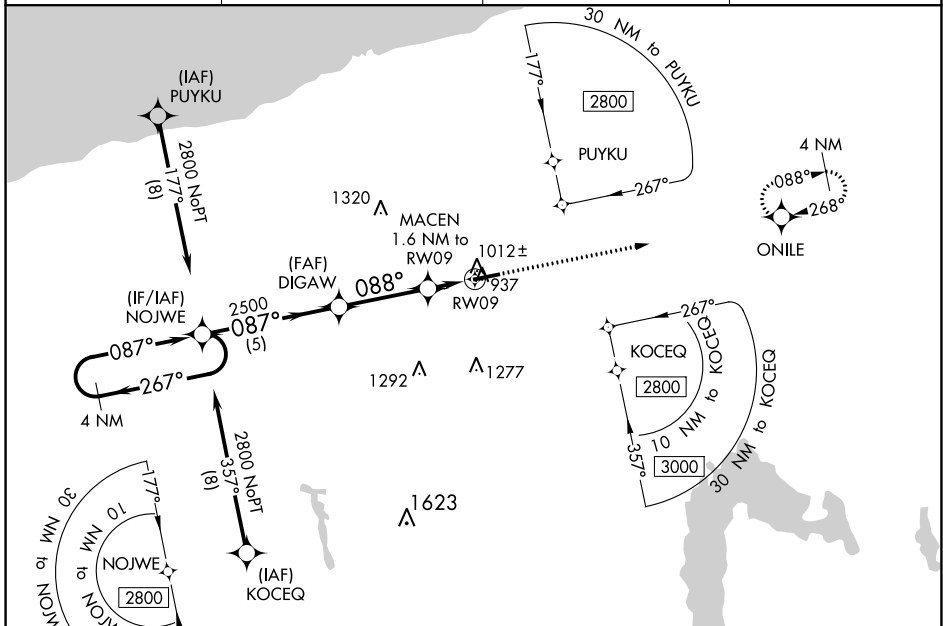 (IAF)
PUYKU
2800 NoPT
177°
(8)
30 NM to PUYKU
177°
2800
PUYKU
267°
4 NM
088°
268°
ONILE
1320
MACEN
1.6 NM to
RW09
1012±
937
RW09
(FAF)
DIGAW
088°
(IF/IAF)
NOJWE
2500
087°
(5)
087°
267°
4 NM
1292
1277
267°
KOCEQ
2800
10 NM to KOCEQ
357°
3000
30 NM to KOCEQ
2800 NoPT
357°
(8)
1623
(IAF)
KOCEQ
177°
30 NM to
10 NM to
NOJWE
2800